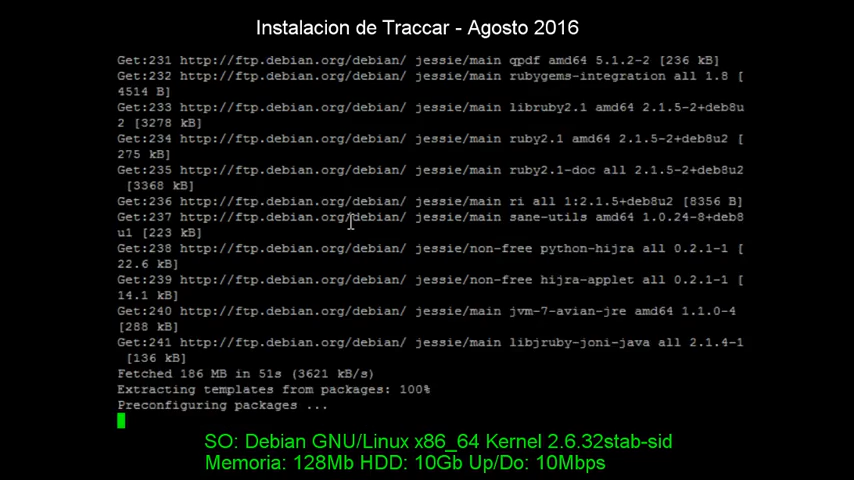 Instalacion de Traccar - Agosto 2016
Get:231 http://ftp.debian.org/debian/ jessie/main qpdf amd64 5.1.2-2 [236 kB]
Get:232 http://ftp.debian.org/debian/ jessie/main rubygems-integration all 1.8 [
4514 B]
Get:233 http://ftp.debian.org/debian/ jessie/main libruby2.1 amd64 2.1.5-2+deb8u
2 [3278 kB]
Get:234 http://ftp.debian.org/debian/ jessie/main ruby2.1 amd64 2.1.5-2+deb8u2 [
275 kB]
Get:235 http://ftp.debian.org/debian/ jessie/main ruby2.1-doc all 2.1.5-2+deb8u2
[3368 kB]
Get:236 http://ftp.debian.org/debian/ jessie/main ri all 1:2.1.5+deb8u2 [8356 B]
Get:237 http://ftp.debian.org/debian/ jessie/main sane-utils amd64 1.0.24-8+deb8
u1 [223 kB]
Get:238 http://ftp.debian.org/debian/ jessie/non-free python-hijra all 0.2.1-1 [
22.6 kB]
Get:239 http://ftp.debian.org/debian/ jessie/non-free hijra-applet all 0.2.1-1 [
14.1 kB]
Get:240 http://ftp.debian.org/debian/ jessie/main jvm-7-avian-jre amd64 1.1.0-4
[288 kB]
Get:241 http://ftp.debian.org/debian/ jessie/main libjruby-joni-java all 2.1.4-1
[136 kB]
Fetched 186 MB in 51s (3621 kB/s)
Extracting templates from packages: 100%
Preconfiguring packages ...
SO: Debian GNU/Linux x86_64 Kernel 2.6.32stab-sid
Memoria: 128Mb HDD: 10Gb Up/Do: 10Mbps